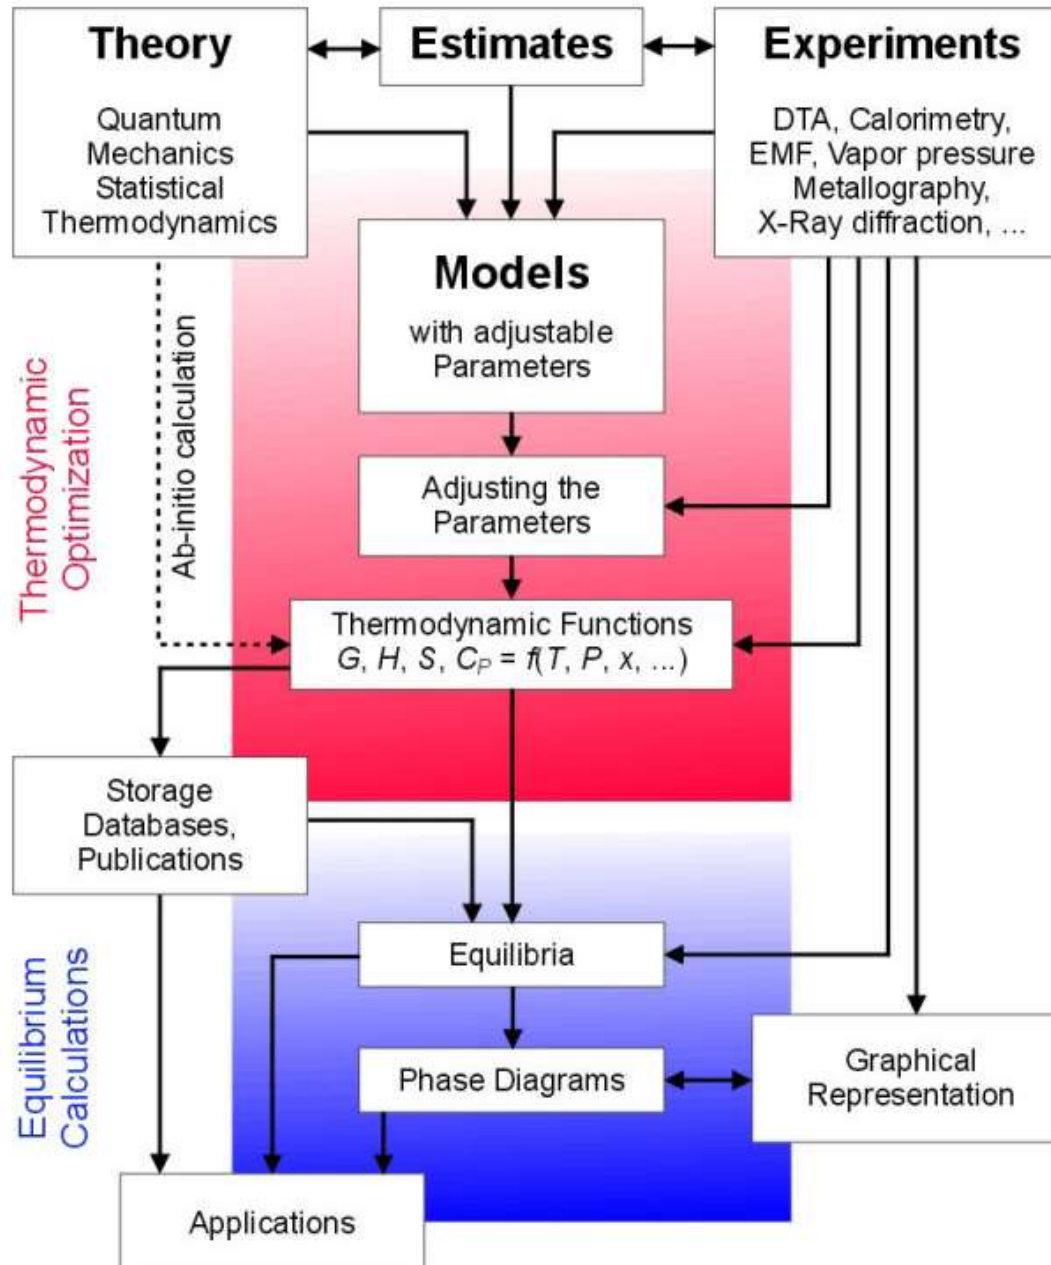 Theory
Quantum
Mechanics
Statistical
Thermodynamics
Estimates
Experiments
DTA, Calorimetry,
EMF, Vapor pressure
Metallography,
X-Ray diffraction, ...
Models
with adjustable
Parameters
Thermodynamic
Optimization
Ab-initio calculation
Adjusting the
Parameters
Thermodynamic Functions
G, H, S, CP = f(T, P, x, ...)
Storage
Databases,
Publications
Equilibrium
Calculations
Equilibria
Phase Diagrams
Graphical
Representation
Applications